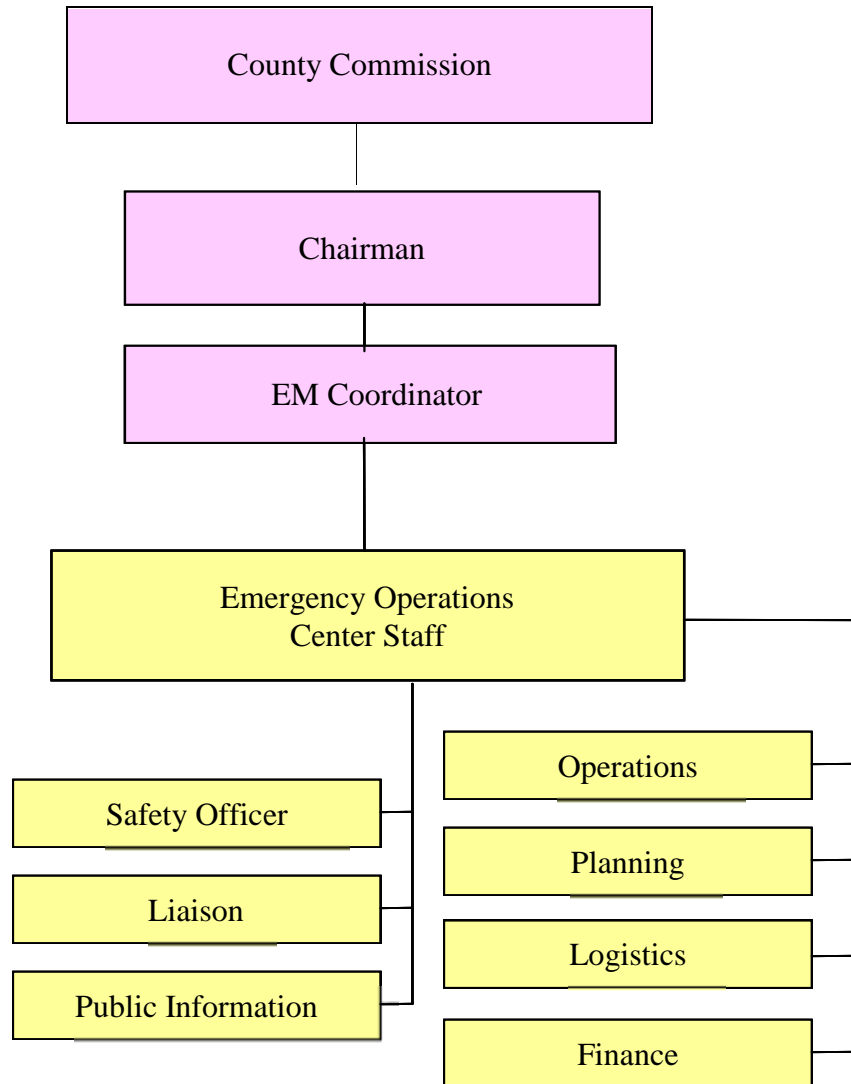 County Commission
Chairman
EM Coordinator
Emergency Operations
Center Staff
Safety Officer
Liaison
Public Information
Operations
Planning
Logistics
Finance